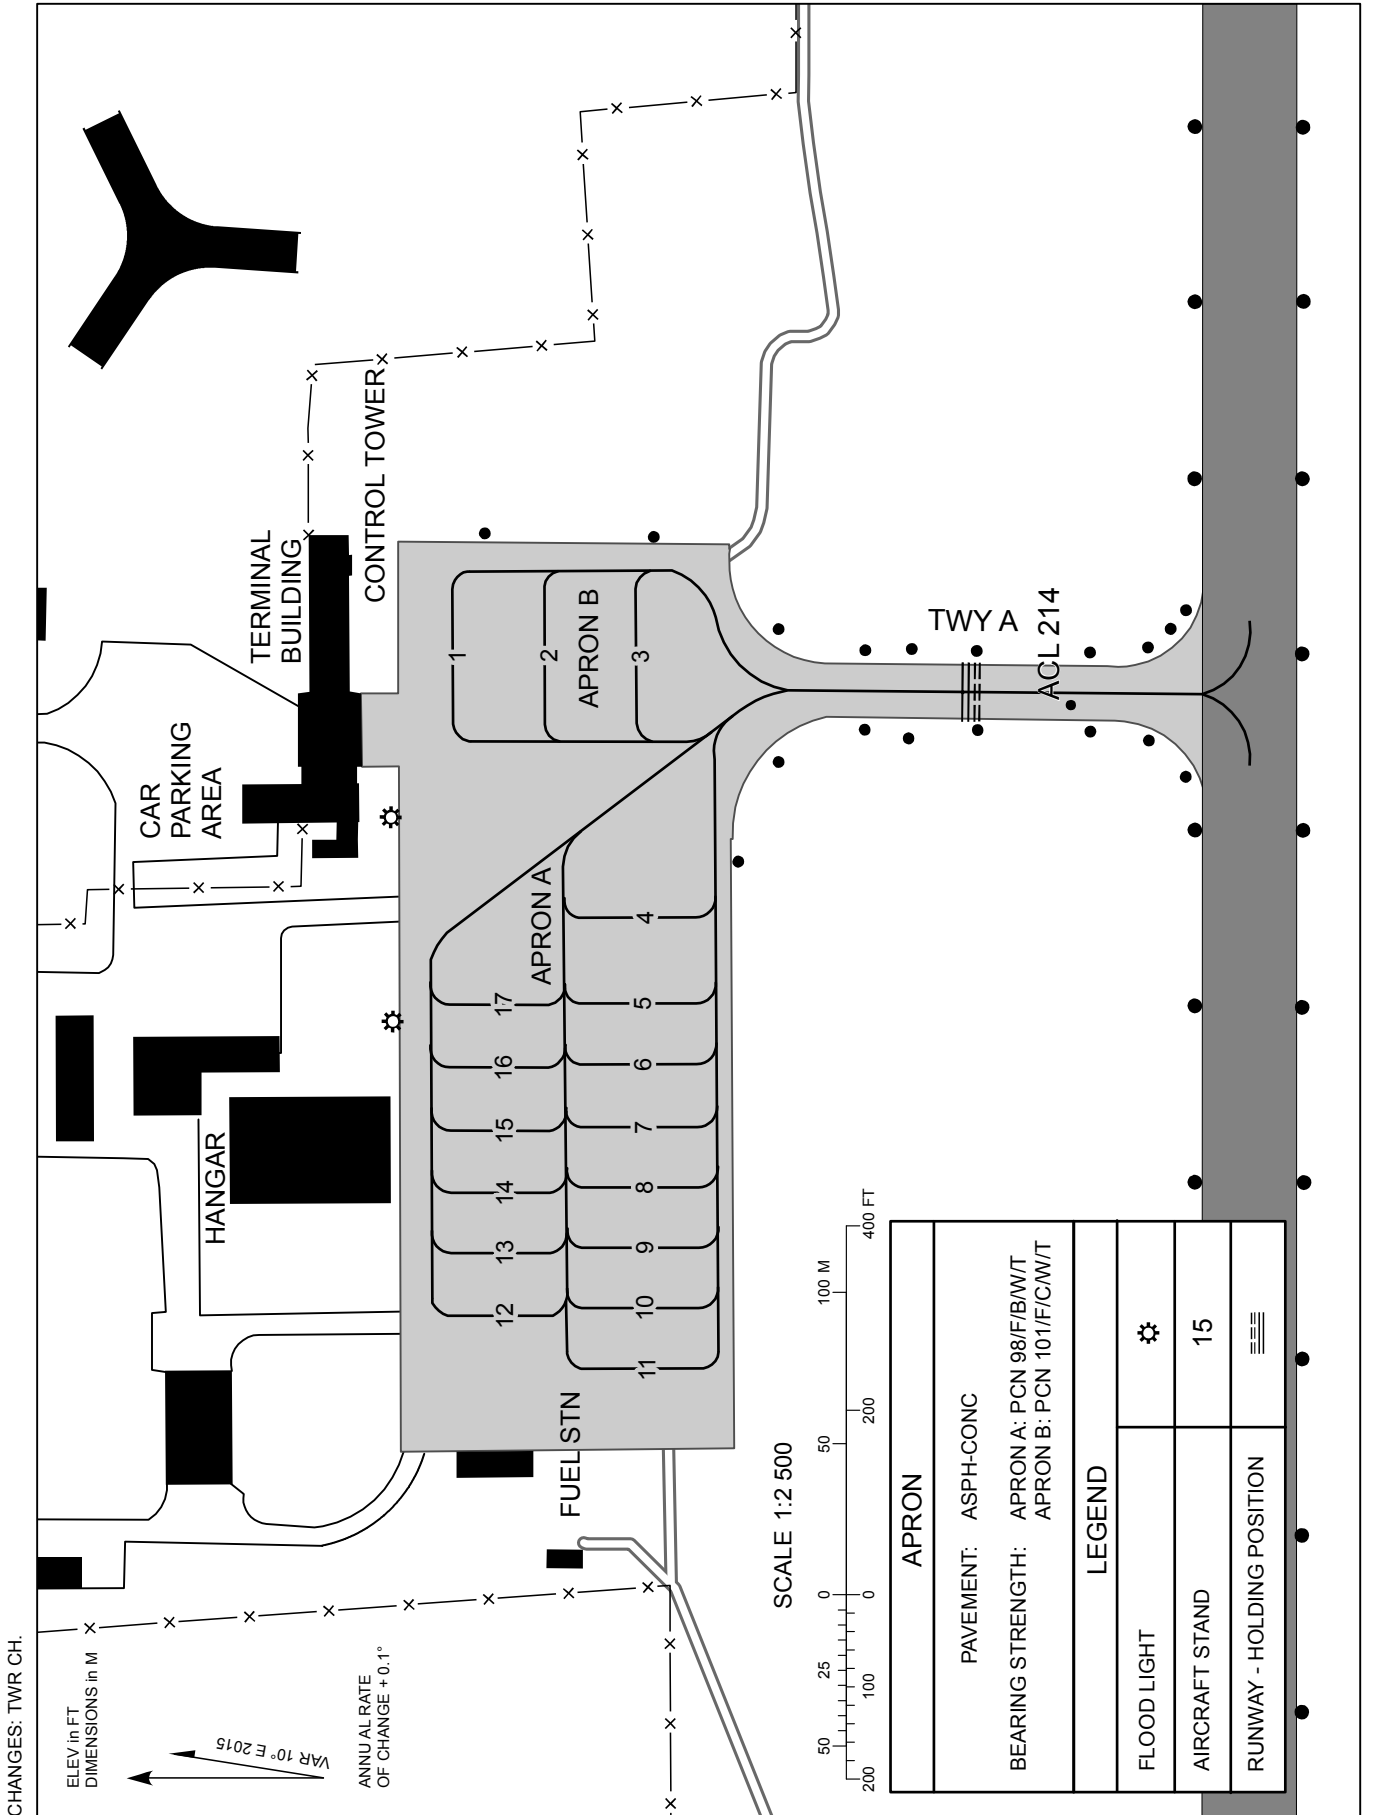 CHANGES: TWR CH.
ELEV in FT
DIMENSIONS in M
VAR 10° E 2015
ANNUAL RATE
OF CHANGE + 0.1°
CAR
PARKING
AREA
TERMINAL
BUILDING
CONTROL TOWER
HANGAR
FUEL STN
APRON A
APRON B
1
2
3
4
5
6
7
8
9
10
11
12
13
14
15
16
17
TWY A
ACL 214
SCALE 1:2 500
50 25 0 50 100 M
200 100 0 200 400 FT
APRON
PAVEMENT: ASPH-CONC
BEARING STRENGTH: APRON A: PCN 98/F/B/W/T
APRON B: PCN 101/F/C/W/T
LEGEND
FLOOD LIGHT
AIRCRAFT STAND 15
RUNWAY - HOLDING POSITION